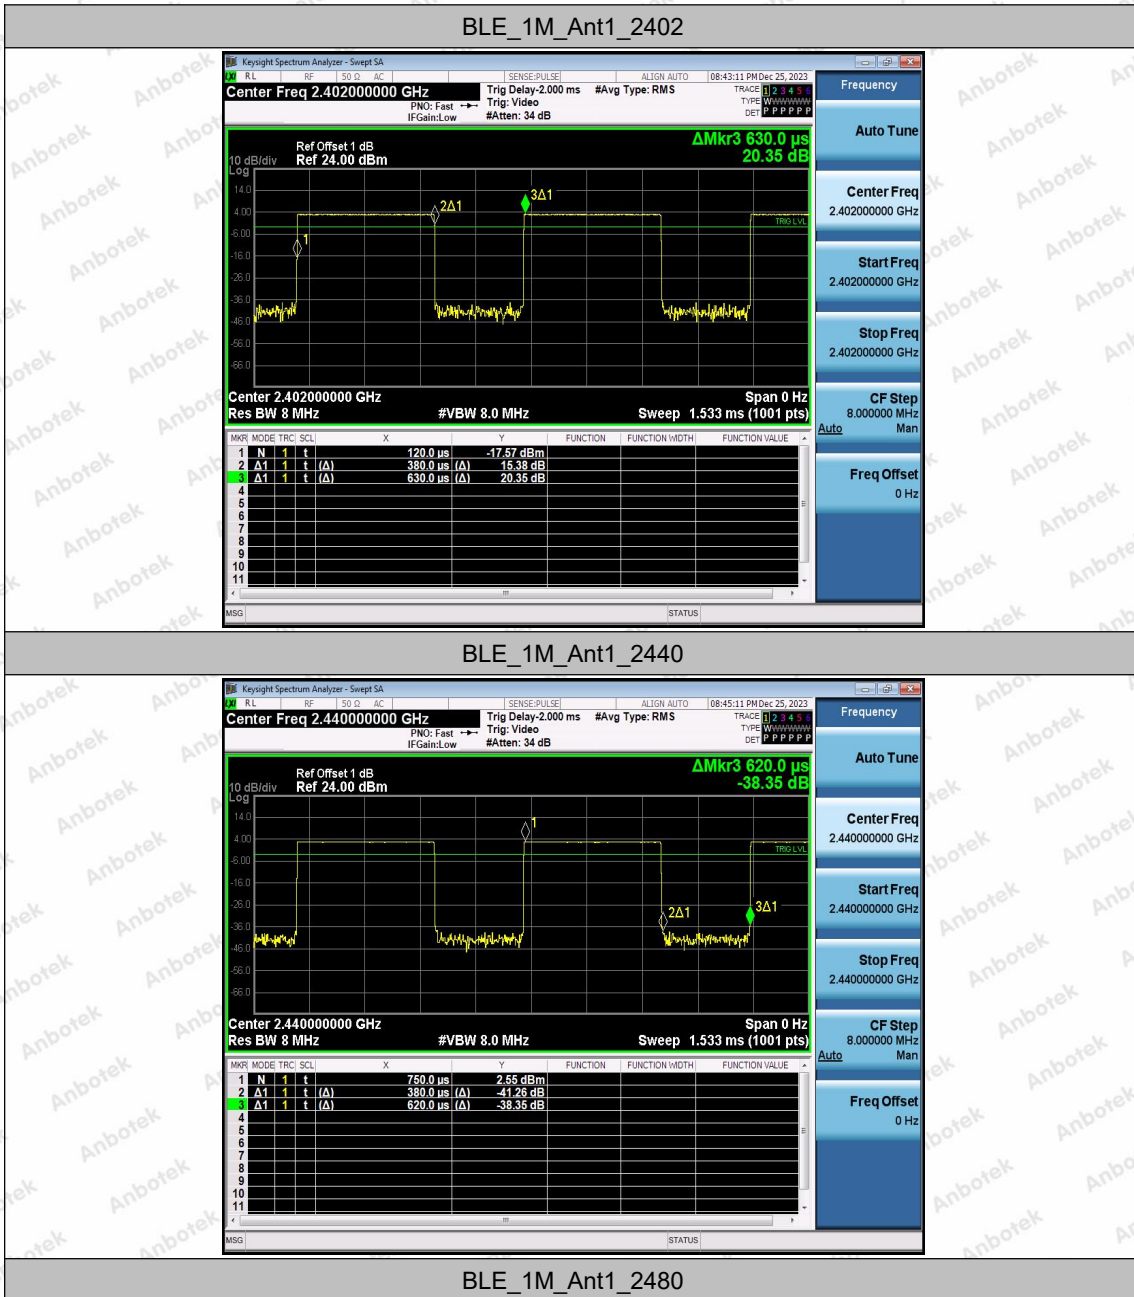 BLE_1M_Ant1_2402
Keysight Spectrum Analyzer - Swept SA
LXI RL RF 50 Ω AC SENSE:PULSE ALIGN AUTO 08:43:11 PM Dec 25, 2023
Center Freq 2.402000000 GHz
PNO: Fast
IFGain:Low
Trig Delay-2.000 ms
Trig: Video
#Atten: 34 dB
#Avg Type: RMS
TRACE 1 2 3 4 5 6
TYPE WWWWWW
DET P P P P P P
Frequency
Auto Tune
Center Freq
2.402000000 GHz
Start Freq
2.402000000 GHz
Stop Freq
2.402000000 GHz
CF Step
8.000000 MHz
Auto Man
Freq Offset
0 Hz
ΔMkr3 630.0 µs
20.35 dB
Ref Offset 1 dB
10 dB/div Ref 24.00 dBm
Log
14.0
4.00
-6.00
-16.0
-26.0
-36.0
-46.0
-56.0
-66.0
1
2Δ1
3Δ1
TRIG LVL
Center 2.402000000 GHz Span 0 Hz
Res BW 8 MHz #VBW 8.0 MHz Sweep 1.533 ms (1001 pts)
MKR MODE TRC SCL X Y FUNCTION FUNCTION WIDTH FUNCTION VALUE
1 N 1 t 120.0 µs -17.57 dBm
2 Δ1 1 t (Δ) 380.0 µs (Δ) 15.38 dB
3 Δ1 1 t (Δ) 630.0 µs (Δ) 20.35 dB
4
5
6
7
8
9
10
11
MSG STATUS
BLE_1M_Ant1_2440
Keysight Spectrum Analyzer - Swept SA
LXI RL RF 50 Ω AC SENSE:PULSE ALIGN AUTO 08:45:11 PM Dec 25, 2023
Center Freq 2.440000000 GHz
PNO: Fast
IFGain:Low
Trig Delay-2.000 ms
Trig: Video
#Atten: 34 dB
#Avg Type: RMS
TRACE 1 2 3 4 5 6
TYPE WWWWWW
DET P P P P P P
Frequency
Auto Tune
Center Freq
2.440000000 GHz
Start Freq
2.440000000 GHz
Stop Freq
2.440000000 GHz
CF Step
8.000000 MHz
Auto Man
Freq Offset
0 Hz
ΔMkr3 620.0 µs
-38.35 dB
Ref Offset 1 dB
10 dB/div Ref 24.00 dBm
Log
14.0
4.00
-6.00
-16.0
-26.0
-36.0
-46.0
-56.0
-66.0
1
2Δ1
3Δ1
TRIG LVL
Center 2.440000000 GHz Span 0 Hz
Res BW 8 MHz #VBW 8.0 MHz Sweep 1.533 ms (1001 pts)
MKR MODE TRC SCL X Y FUNCTION FUNCTION WIDTH FUNCTION VALUE
1 N 1 t 750.0 µs 2.55 dBm
2 Δ1 1 t (Δ) 380.0 µs (Δ) -41.26 dB
3 Δ1 1 t (Δ) 620.0 µs (Δ) -38.35 dB
4
5
6
7
8
9
10
11
MSG STATUS
BLE_1M_Ant1_2480
Anbotek